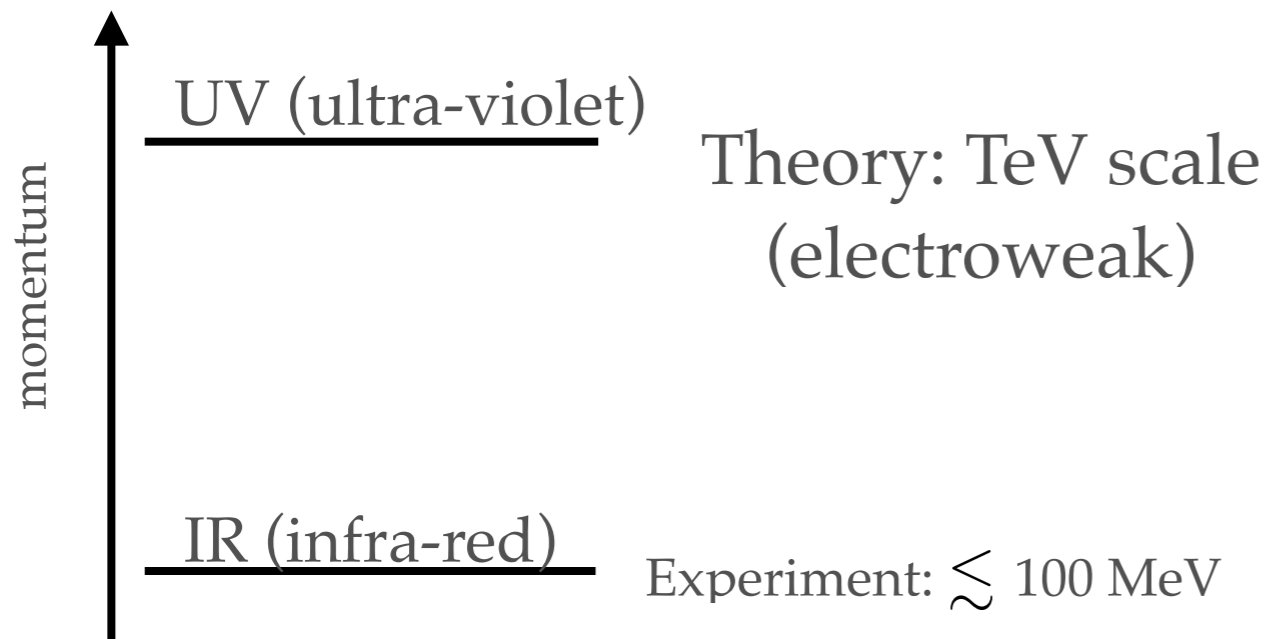 UV (ultra-violet)
Theory: TeV scale
(electroweak)
momentum
IR (infra-red)
Experiment: ≲ 100 MeV